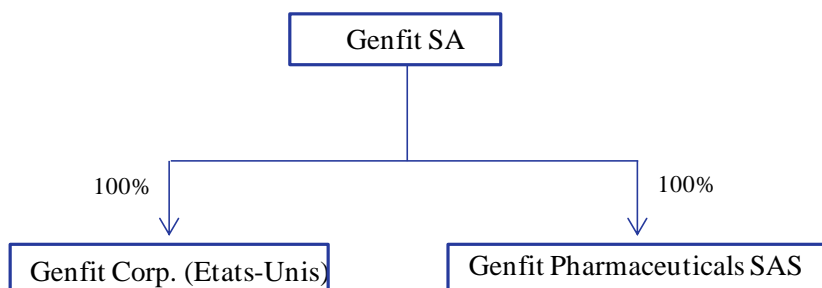 Genfit SA
100%
100%
Genfit Corp. (Etats-Unis)
Genfit Pharmaceuticals SAS